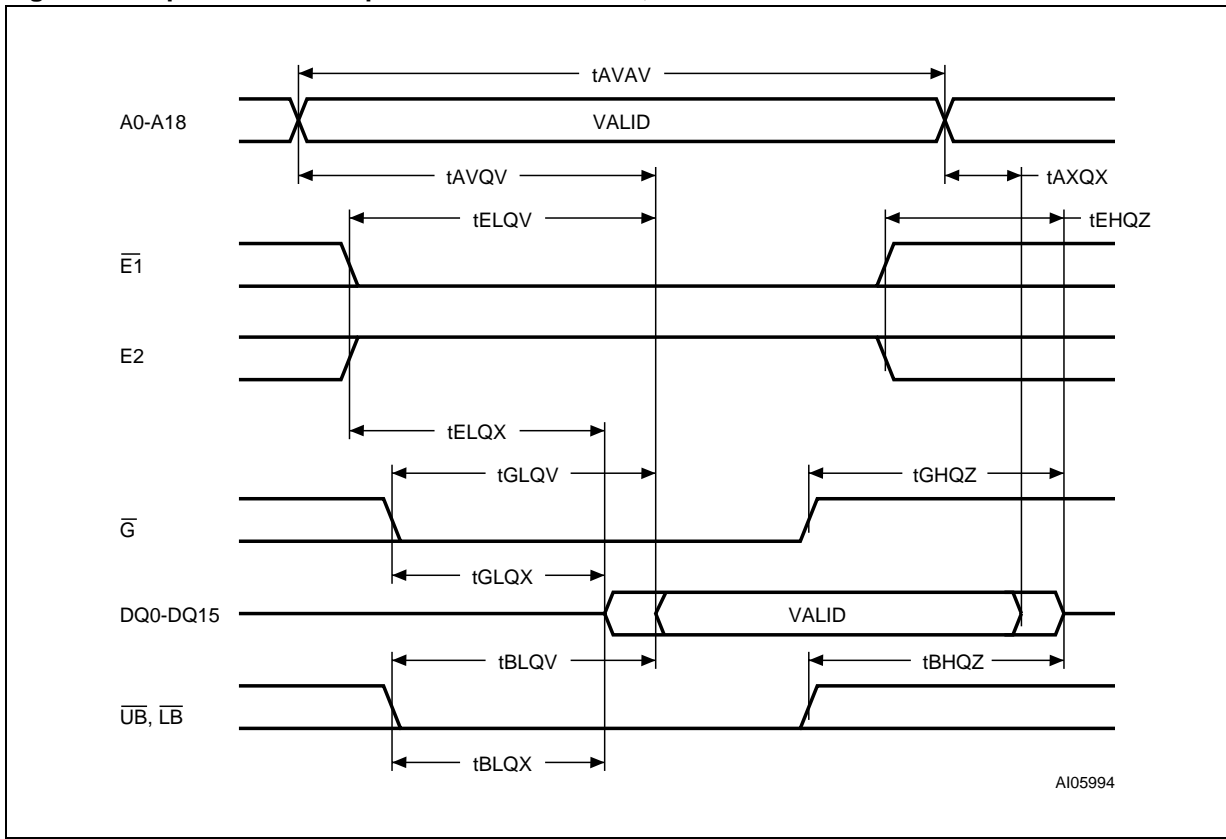 tAVAV
A0-A18
VALID
tAVQV
tAXQX
tELQV
tEHQZ
E1
E2
tELQX
tGLQV
tGHQZ
G
tGLQX
DQ0-DQ15
VALID
tBLQV
tBHQZ
UB, LB
tBLQX
AI05994